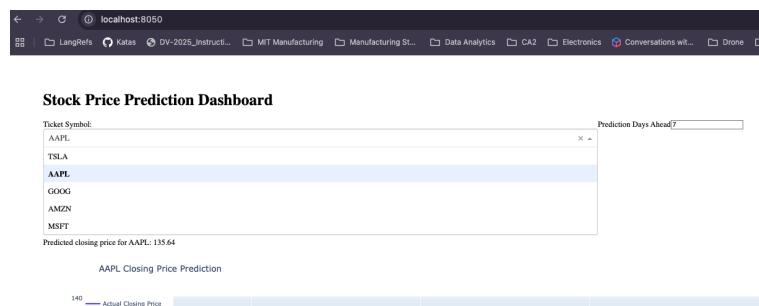 localhost:8050
LangRefs Katas DV-2025_Instructi... MIT Manufacturing Manufacturing St... Data Analytics CA2 Electronics Conversations wit... Drone
Stock Price Prediction Dashboard
Ticket Symbol: Prediction Days Ahead 7
AAPL
TSLA
AAPL
GOOG
AMZN
MSFT
Predicted closing price for AAPL: 135.64
AAPL Closing Price Prediction
140
Actual Closing Price